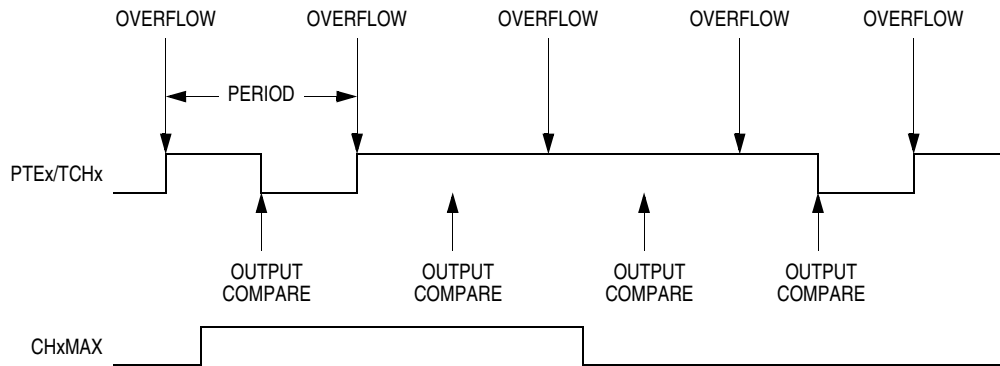 OVERFLOW OVERFLOW OVERFLOW OVERFLOW OVERFLOW
PERIOD
PTEx/TCHx
OUTPUT COMPARE
OUTPUT COMPARE
OUTPUT COMPARE
OUTPUT COMPARE
CHxMAX